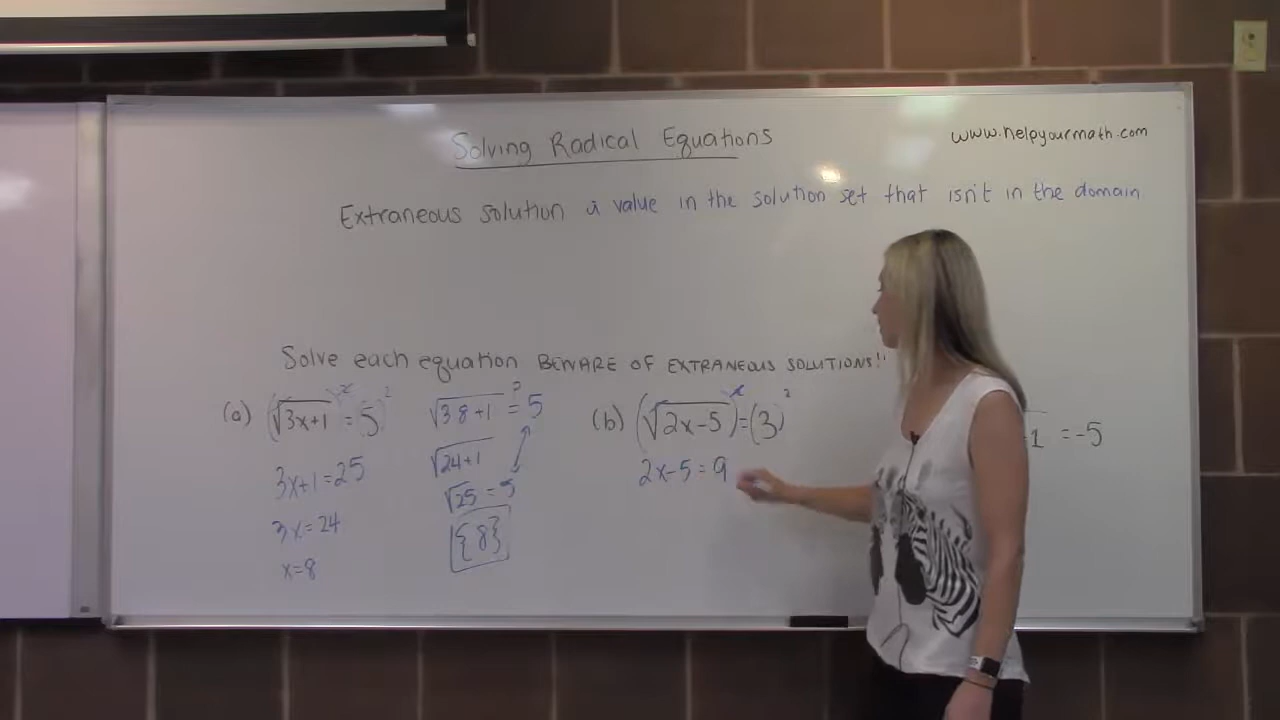 Solving Radical Equations
www.helpyourmath.com
Extraneous solution a value in the solution set that isn't in the domain
Solve each equation BEWARE OF EXTRANEOUS SOLUTIONS!!
(a) (√3x+1)² = 5)²
3x+1=25
3x=24
x=8
√3·8+1 ?= 5
√24+1
√25 = 5
{8}
(b) (√2x-5)² = (3)²
2x-5=9
1 = -5